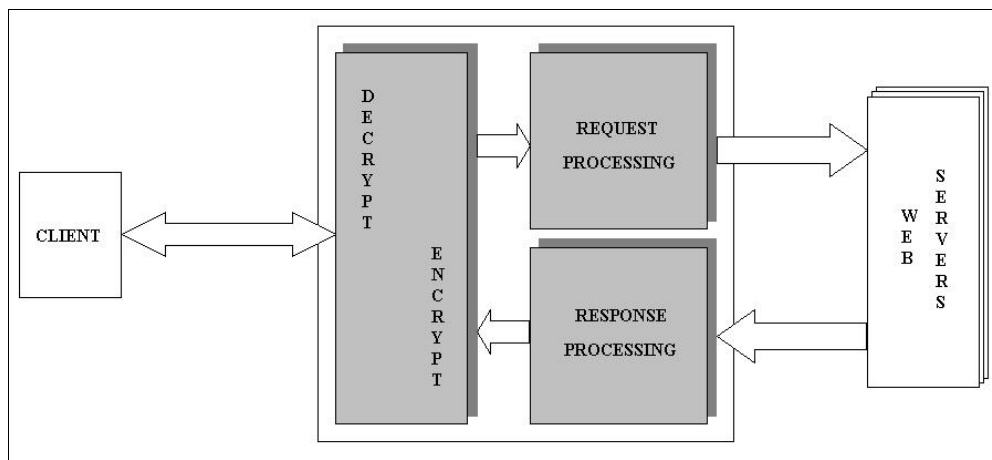 CLIENT
DECRYPT
ENCRYPT
REQUEST
PROCESSING
RESPONSE
PROCESSING
WEB
SERVERS